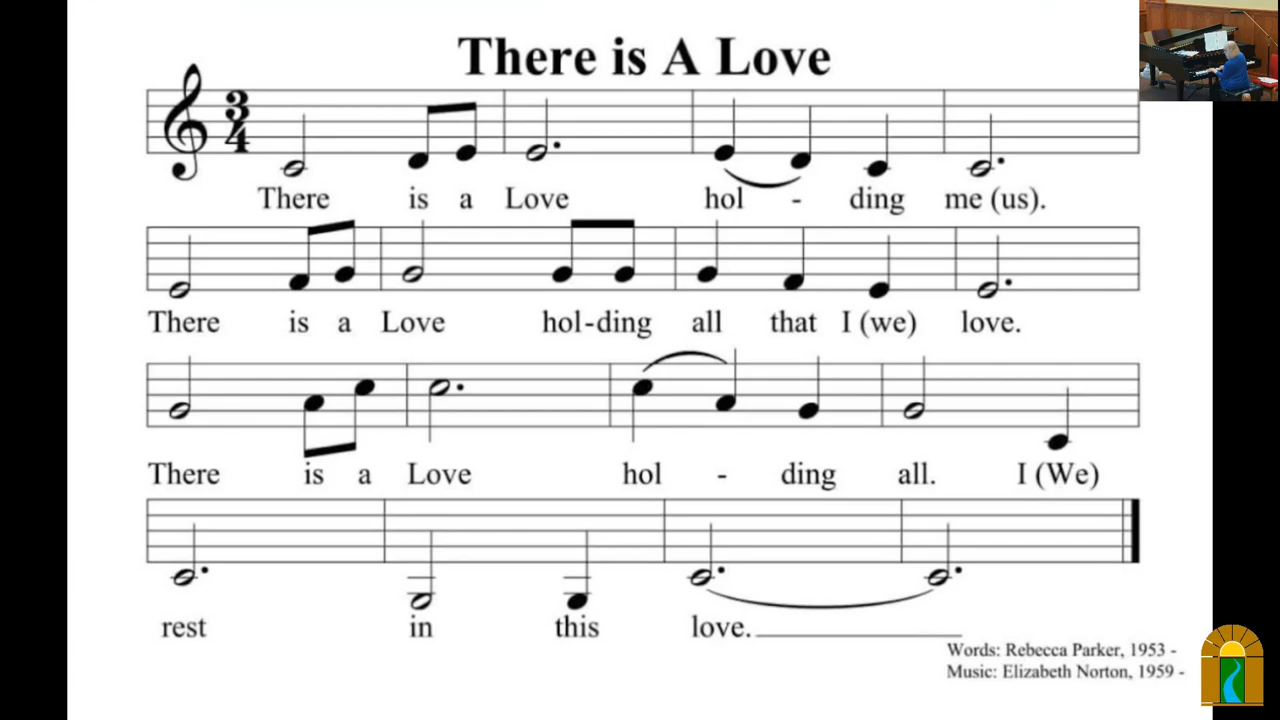 There is A Love
3
4
There is a Love hol - ding me (us).
There is a Love hol-ding all that I (we) love.
There is a Love hol - ding all. I (We)
rest in this love.
Words: Rebecca Parker, 1953 -
Music: Elizabeth Norton, 1959 -